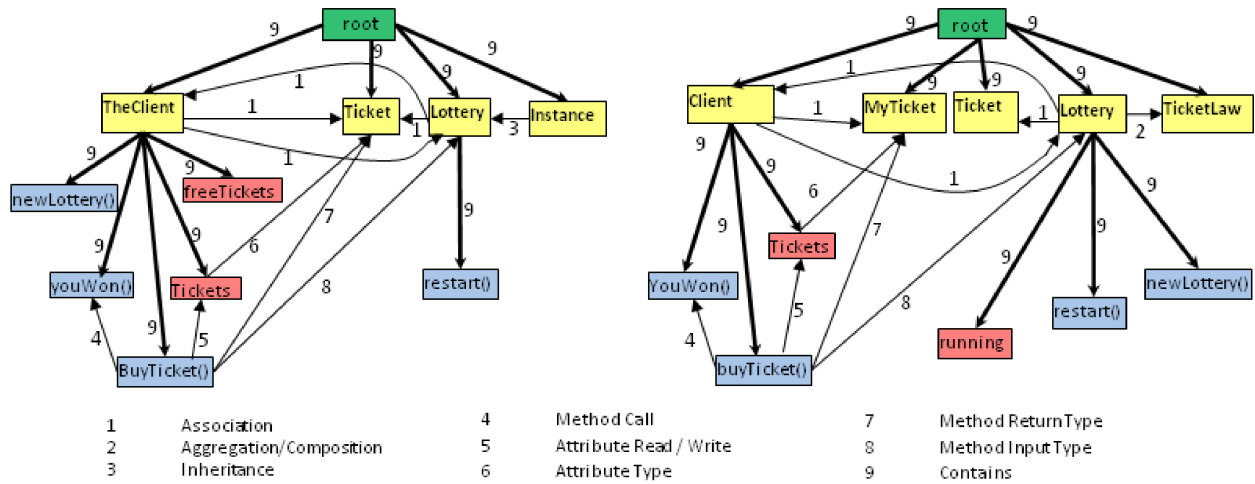 root
9
9
9
9
1
TheClient
Ticket
Lottery
Instance
1
1
3
1
9
9
newLottery()
freeTickets
9
9
6
7
9
youWon()
Tickets
8
restart()
4
9
5
BuyTicket()
root
9
9
9
9
9
1
Client
MyTicket
Ticket
Lottery
TicketLaw
1
1
2
9
9
6
1
9
7
Tickets
9
9
YouWon()
newLottery()
5
8
restart()
4
running
9
buyTicket()
1 Association
2 Aggregation/Composition
3 Inheritance
4 Method Call
5 Attribute Read / Write
6 Attribute Type
7 Method Return Type
8 Method Input Type
9 Contains